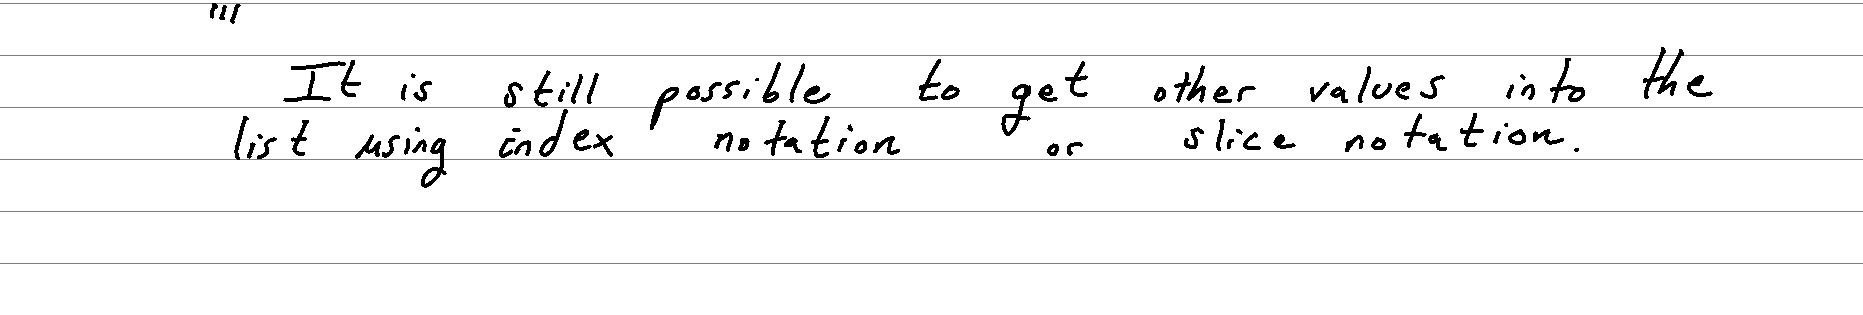 '''
It is still possible to get other values into the
list using index notation or slice notation.